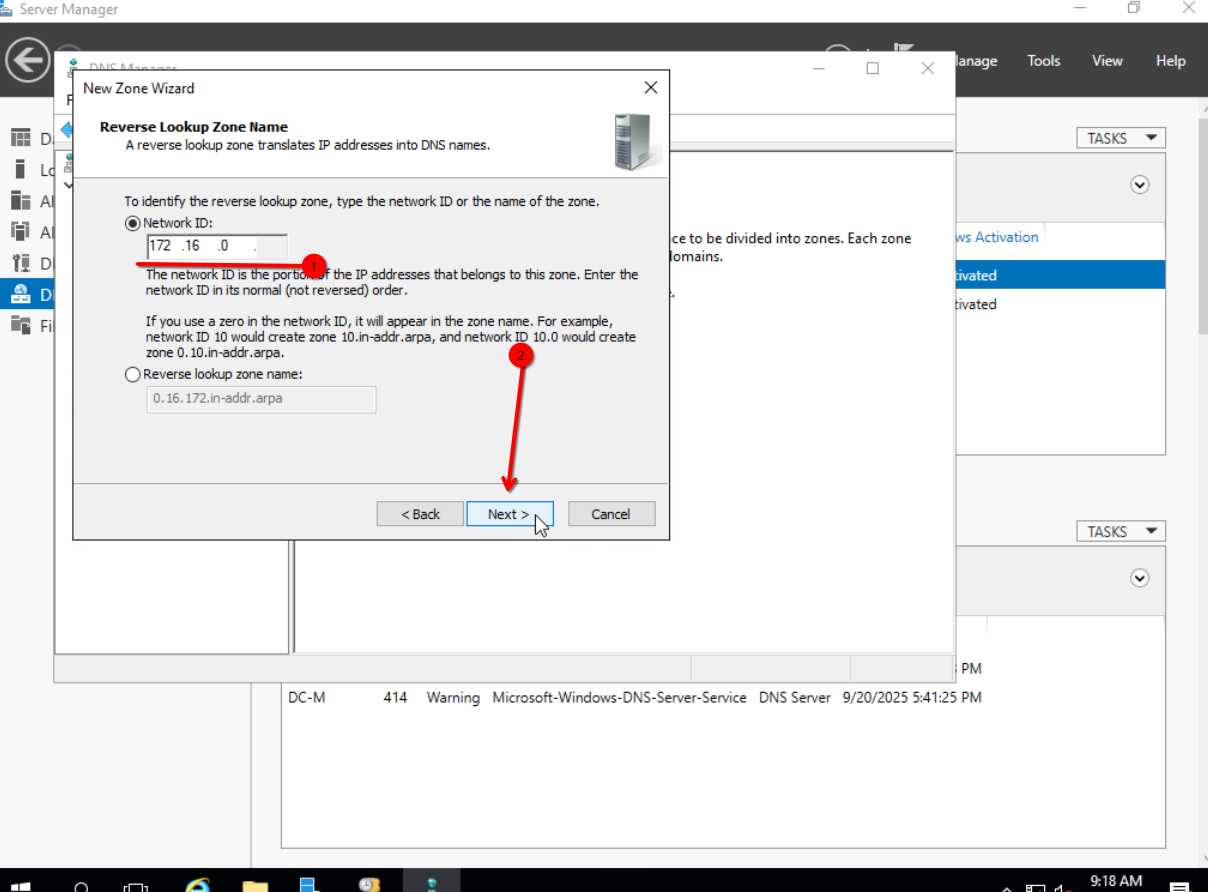 Server Manager
DNS Manager
Manage Tools View Help
New Zone Wizard
Reverse Lookup Zone Name
A reverse lookup zone translates IP addresses into DNS names.
TASKS
To identify the reverse lookup zone, type the network ID or the name of the zone.
Network ID:
172 .16 .0 .
1
The network ID is the portion of the IP addresses that belongs to this zone. Enter the
network ID in its normal (not reversed) order.
If you use a zero in the network ID, it will appear in the zone name. For example,
network ID 10 would create zone 10.in-addr.arpa, and network ID 10.0 would create
zone 0.10.in-addr.arpa.
2
Reverse lookup zone name:
0.16.172.in-addr.arpa
< Back Next > Cancel
ce to be divided into zones. Each zone
omains.
ws Activation
tivated
tivated
TASKS
PM
DC-M 414 Warning Microsoft-Windows-DNS-Server-Service DNS Server 9/20/2025 5:41:25 PM
9:18 AM